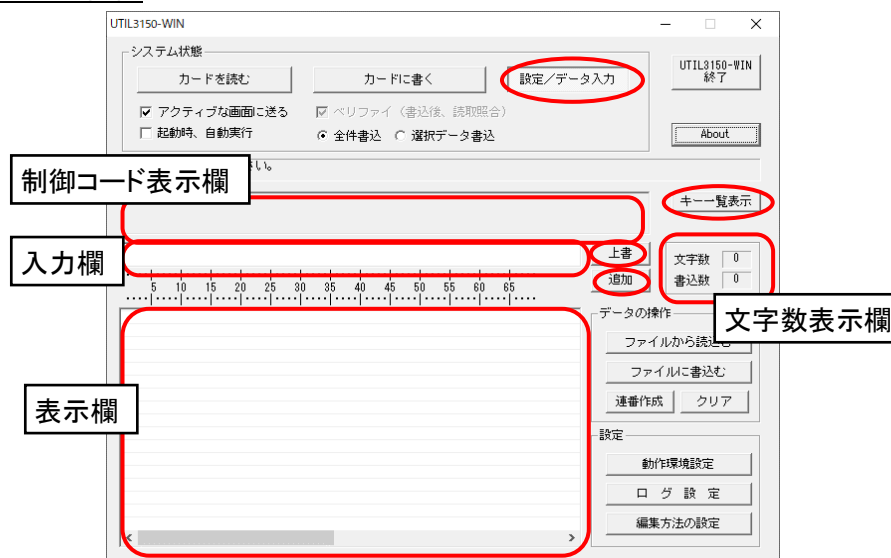 UTIL3150-WIN
システム状態
カードを読む
カードに書く
設定／データ入力
UTIL3150-WIN
終了
アクティブな画面に送る
ベリファイ（書込後、読取照合）
起動時、自動実行
全件書込
選択データ書込
About
さい。
制御コード表示欄
キー一覧表示
入力欄
上書
文字数 0
追加
書込数 0
5 10 15 20 25 30 35 40 45 50 55 60 65
データの操作
文字数表示欄
ファイルから読込む
ファイルに書込む
連番作成
クリア
表示欄
設定
動作環境設定
ログ設定
編集方法の設定